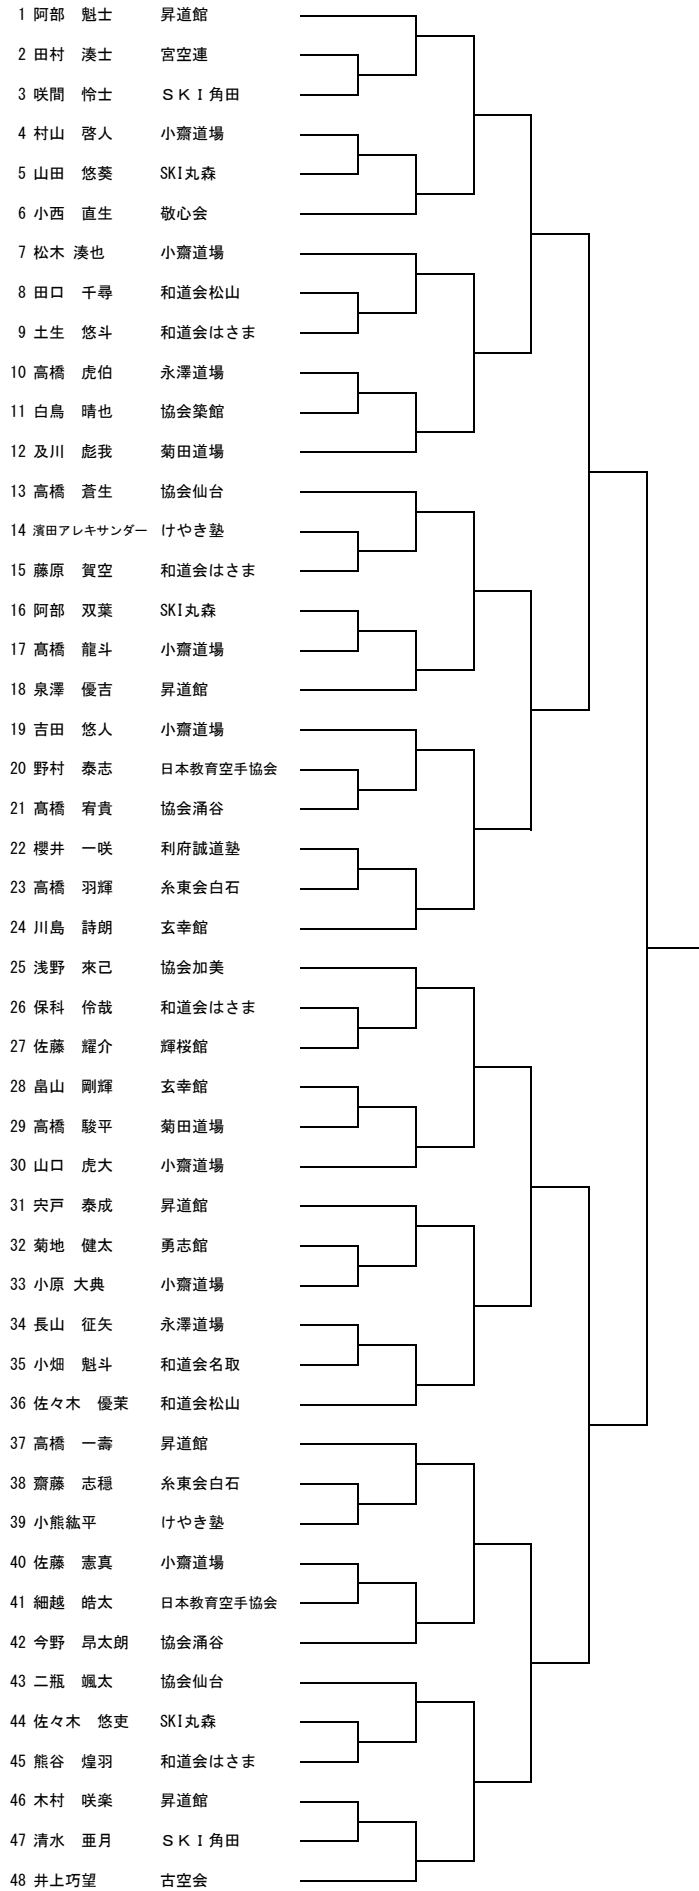 1 阿部　魁士 昇道館
2 田村　湊士 宮空連
3 咲間　怜士 ＳＫＩ角田
4 村山　啓人 小齋道場
5 山田　悠葵 SKI丸森
6 小西　直生 敬心会
7 松木 湊也 小齋道場
8 田口　千尋 和道会松山
9 土生　悠斗 和道会はさま
10 高橋　虎伯 永澤道場
11 白鳥　晴也 協会築館
12 及川　彪我 菊田道場
13 高橋　蒼生 協会仙台
14 濱田アレキサンダー けやき塾
15 藤原　賀空 和道会はさま
16 阿部　双葉 SKI丸森
17 髙橋　龍斗 小齋道場
18 泉澤　優吉 昇道館
19 吉田　悠人 小齋道場
20 野村　泰志 日本教育空手協会
21 髙橋　宥貴 協会涌谷
22 櫻井　一咲 利府誠道塾
23 高橋　羽輝 糸東会白石
24 川島　詩朗 玄幸館
25 浅野　來己 協会加美
26 保科　伶哉 和道会はさま
27 佐藤　耀介 輝桜館
28 畠山　剛輝 玄幸館
29 高橋　駿平 菊田道場
30 山口　虎大 小齋道場
31 宍戸　泰成 昇道館
32 菊地　健太 勇志館
33 小原 大典 小齋道場
34 長山　征矢 永澤道場
35 小畑　魁斗 和道会名取
36 佐々木　優茉 和道会松山
37 高橋　一壽 昇道館
38 齋藤　志穏 糸東会白石
39 小熊紘平 けやき塾
40 佐藤　憲真 小齋道場
41 細越　皓太 日本教育空手協会
42 今野　昂太朗 協会涌谷
43 二瓶　颯太 協会仙台
44 佐々木　悠吏 SKI丸森
45 熊谷　煌羽 和道会はさま
46 木村　咲楽 昇道館
47 清水　亜月 ＳＫＩ角田
48 井上巧望 古空会